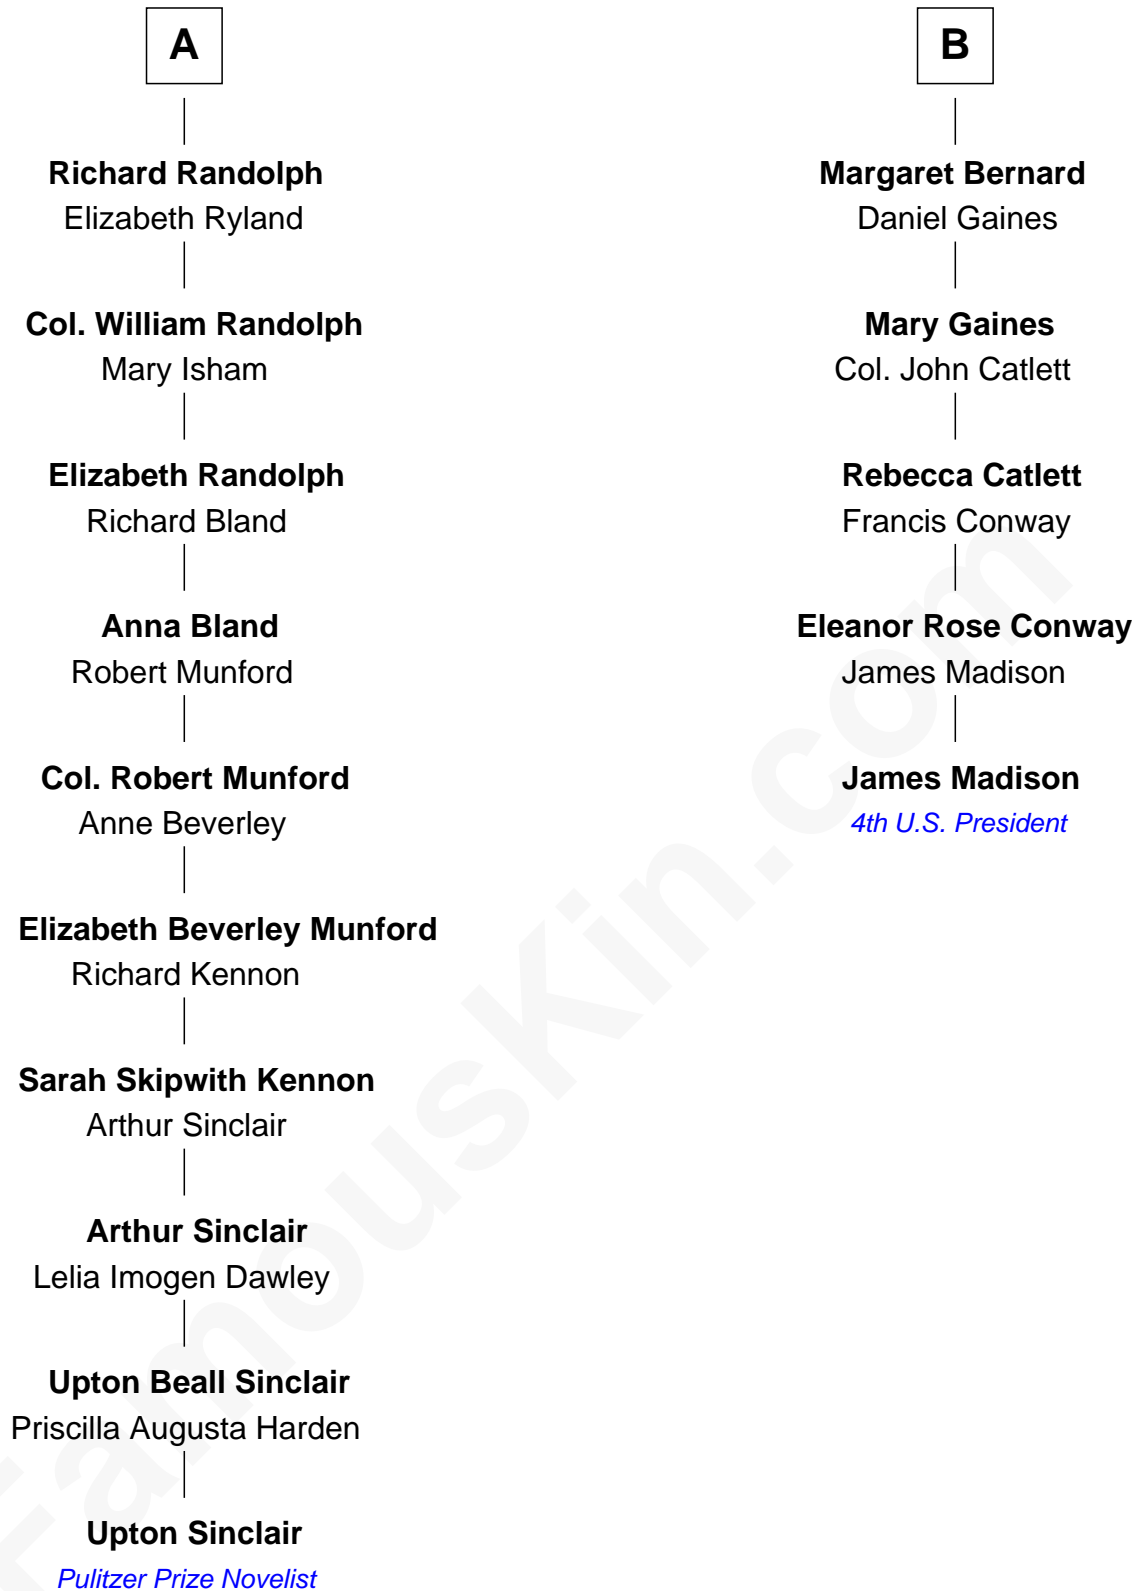 A
Richard Randolph
Elizabeth Ryland
Col. William Randolph
Mary Isham
Elizabeth Randolph
Richard Bland
Anna Bland
Robert Munford
Col. Robert Munford
Anne Beverley
Elizabeth Beverley Munford
Richard Kennon
Sarah Skipwith Kennon
Arthur Sinclair
Arthur Sinclair
Lelia Imogen Dawley
Upton Beall Sinclair
Priscilla Augusta Harden
Upton Sinclair
Pulitzer Prize Novelist
B
Margaret Bernard
Daniel Gaines
Mary Gaines
Col. John Catlett
Rebecca Catlett
Francis Conway
Eleanor Rose Conway
James Madison
James Madison
4th U.S. President
FamousKin.com